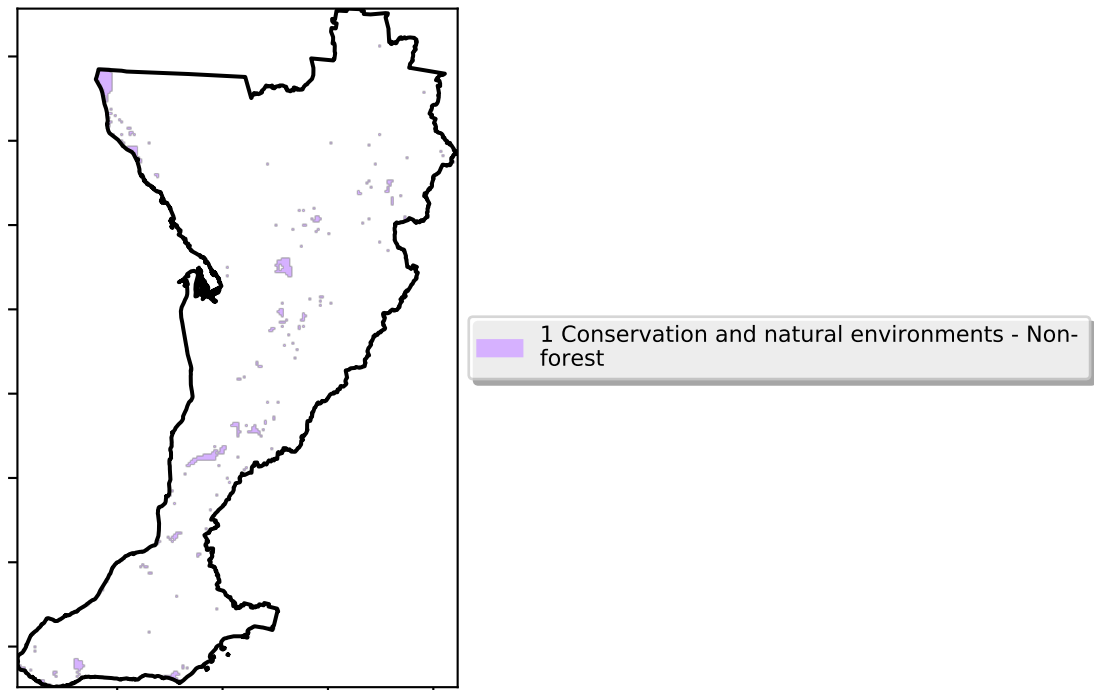 1 Conservation and natural environments - Non-
forest